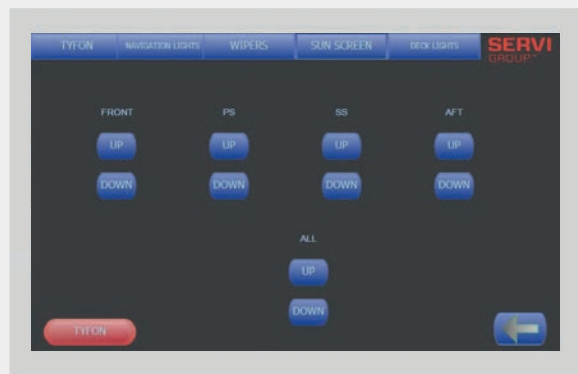 TYFON NAVIGATION LIGHTS WIPERS SUN SCREEN DECK LIGHTS SERVI
GROUP™
FRONT PS SS AFT
UP UP UP UP
DOWN DOWN DOWN DOWN
ALL
UP
DOWN
TYFON